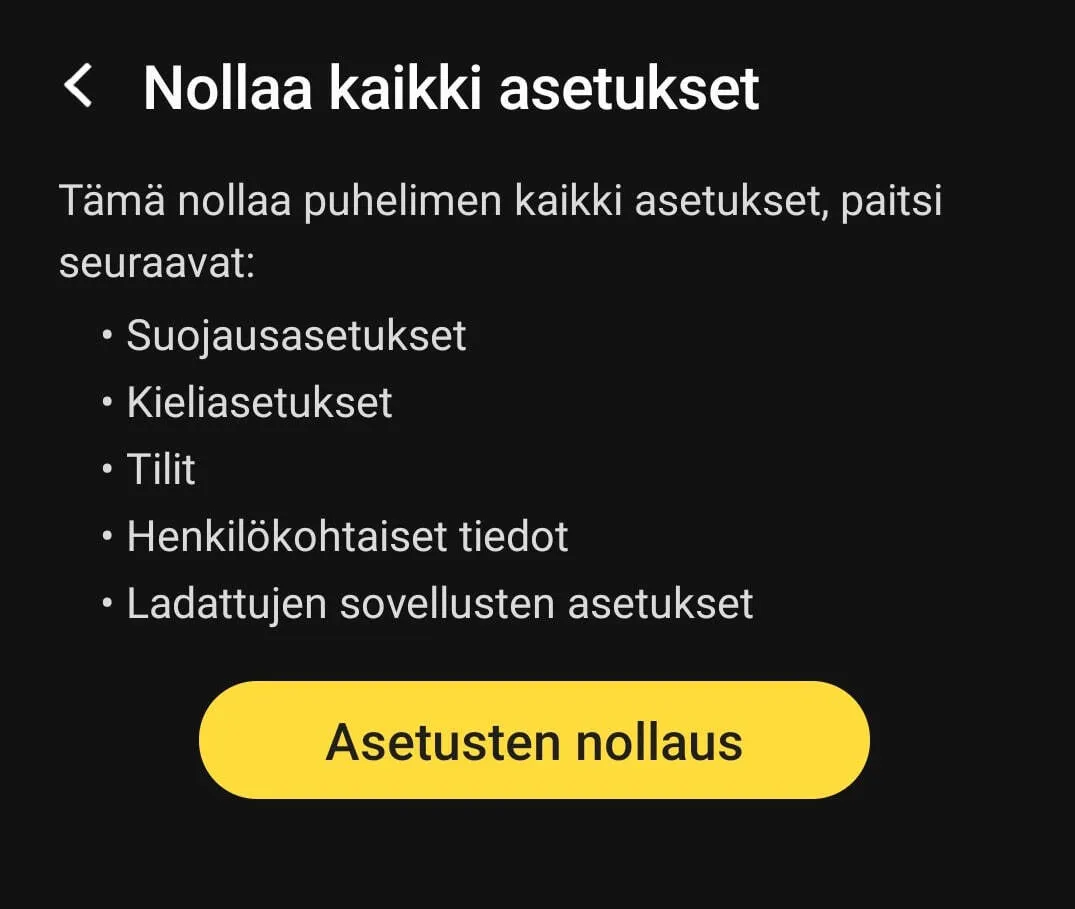 Nollaa kaikki asetukset
Tämä nollaa puhelimen kaikki asetukset, paitsi
seuraavat:
• Suojausasetukset
• Kieliasetukset
• Tilit
• Henkilökohtaiset tiedot
• Ladattujen sovellusten asetukset
Asetusten nollaus